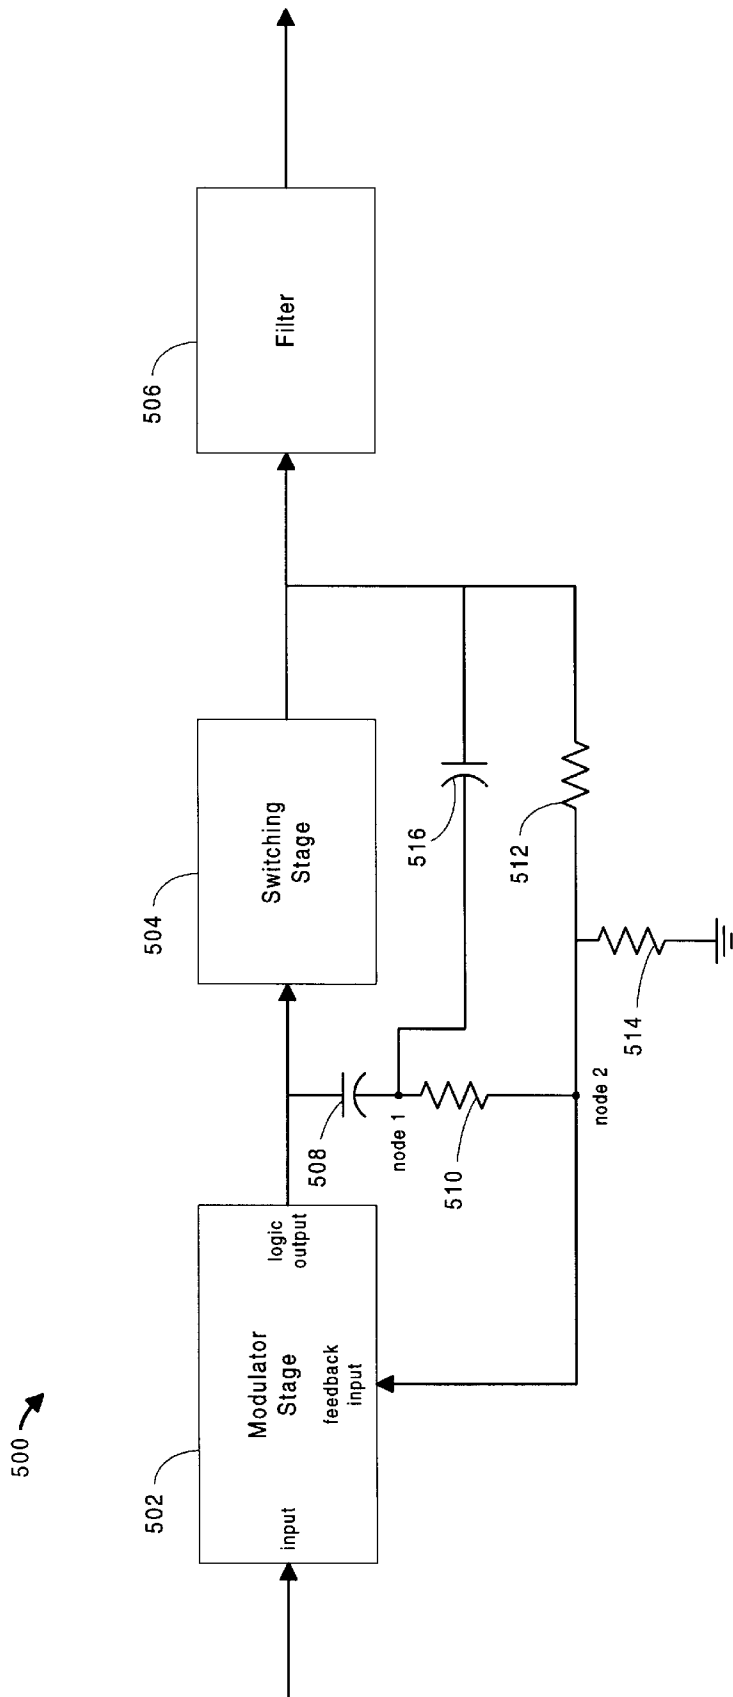 500
502
input
Modulator
Stage
feedback
input
logic
output
508
node 1
510
node 2
504
Switching
Stage
516
512
514
506
Filter